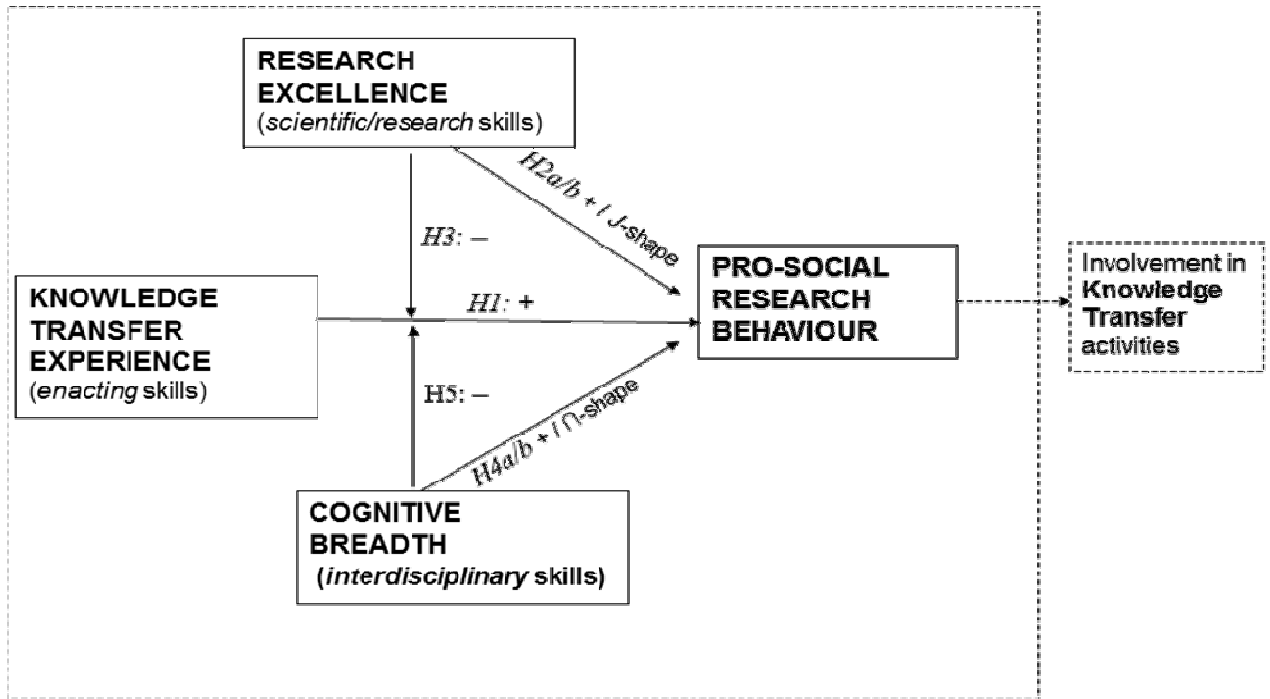 RESEARCH
EXCELLENCE
(scientific/research skills)
H2a/b + / J-shape
H3: –
H1: +
KNOWLEDGE
TRANSFER
EXPERIENCE
(enacting skills)
PRO-SOCIAL
RESEARCH
BEHAVIOUR
Involvement in
Knowledge
Transfer
activities
H5: –
H4a/b + / ∩-shape
COGNITIVE
BREADTH
(interdisciplinary skills)